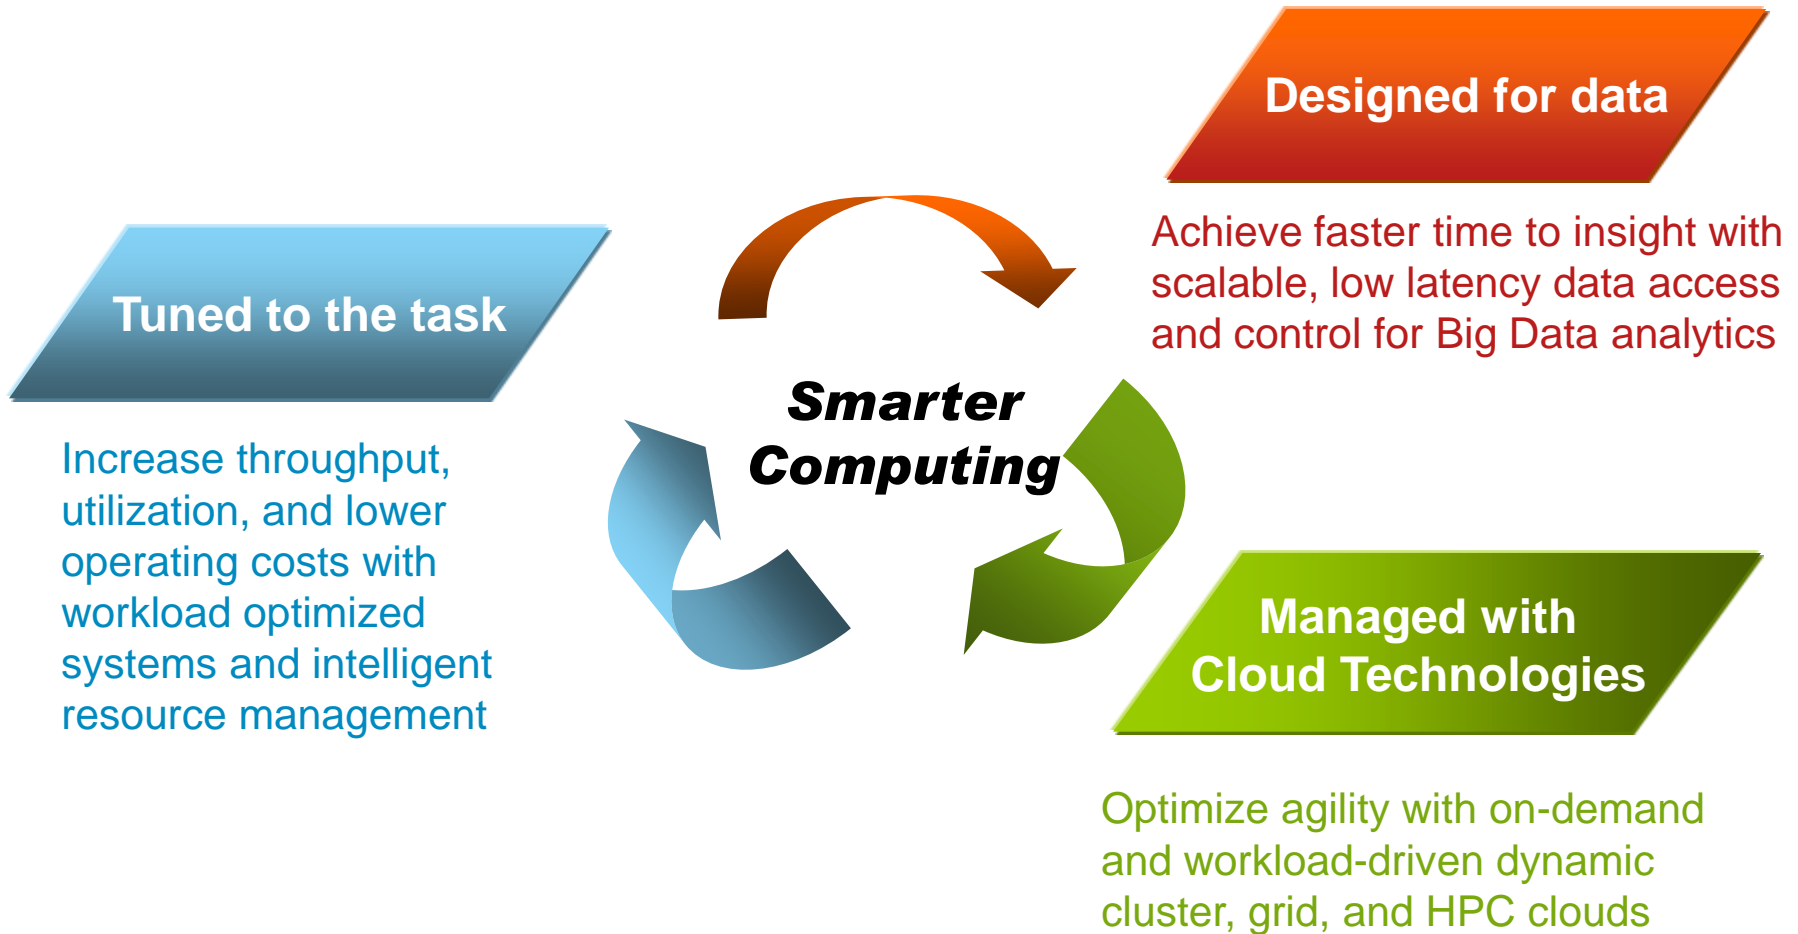 Designed for data
Achieve faster time to insight with
scalable, low latency data access
and control for Big Data analytics
Tuned to the task
Increase throughput,
utilization, and lower
operating costs with
workload optimized
systems and intelligent
resource management
Smarter
Computing
Managed with
Cloud Technologies
Optimize agility with on-demand
and workload-driven dynamic
cluster, grid, and HPC clouds